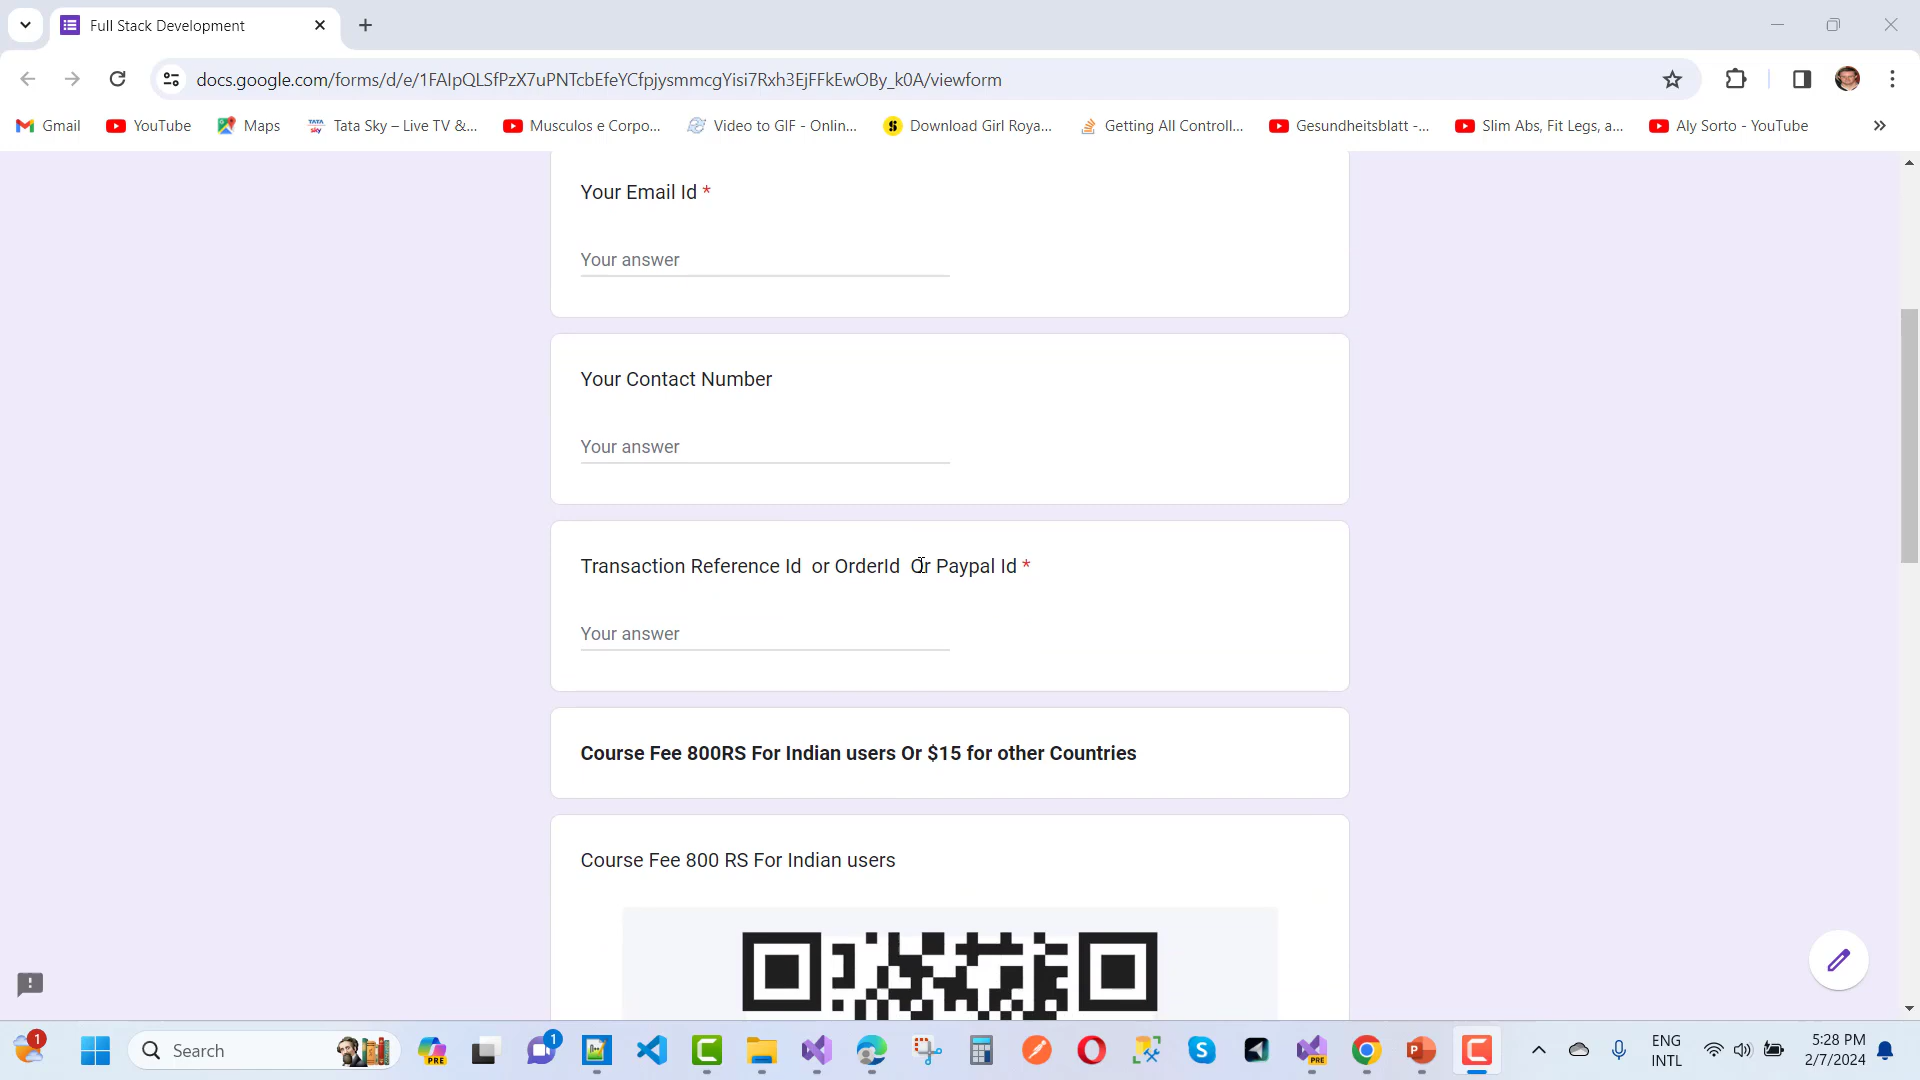 Full Stack Development
docs.google.com/forms/d/e/1FAIpQLSfPzX7uPNTcbEfeYCfpjysmmcgYisi7Rxh3EjFFkEwOBy_k0A/viewform
Gmail
YouTube
Maps
Tata Sky – Live TV &...
Musculos e Corpo...
Video to GIF - Onlin...
Download Girl Roya...
Getting All Controll...
Gesundheitsblatt -...
Slim Abs, Fit Legs, a...
Aly Sorto - YouTube
Your Email Id *
Your answer
Your Contact Number
Your answer
Transaction Reference Id or OrderId Or Paypal Id *
Your answer
Course Fee 800RS For Indian users Or $15 for other Countries
Course Fee 800 RS For Indian users
1
Search
PRE
1
PRE
ENG
INTL
5:28 PM
2/7/2024